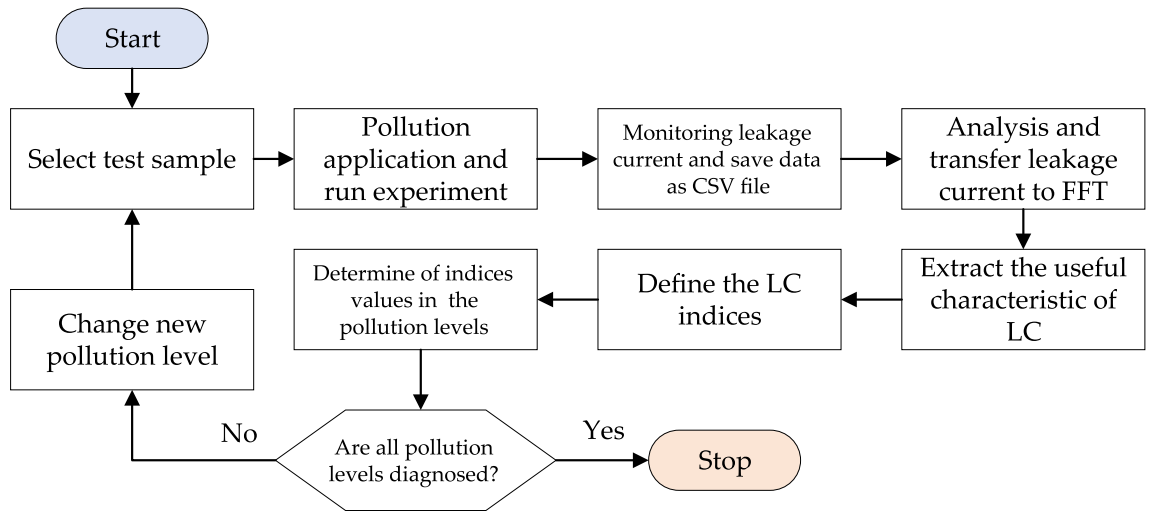 Start
Select test sample
Pollution
application and
run experiment
Monitoring leakage
current and save data
as CSV file
Analysis and
transfer leakage
current to FFT
Extract the useful
characteristic of
LC
Define the LC
indices
Determine of indices
values in the
pollution levels
Change new
pollution level
Are all pollution
levels diagnosed?
No
Yes
Stop